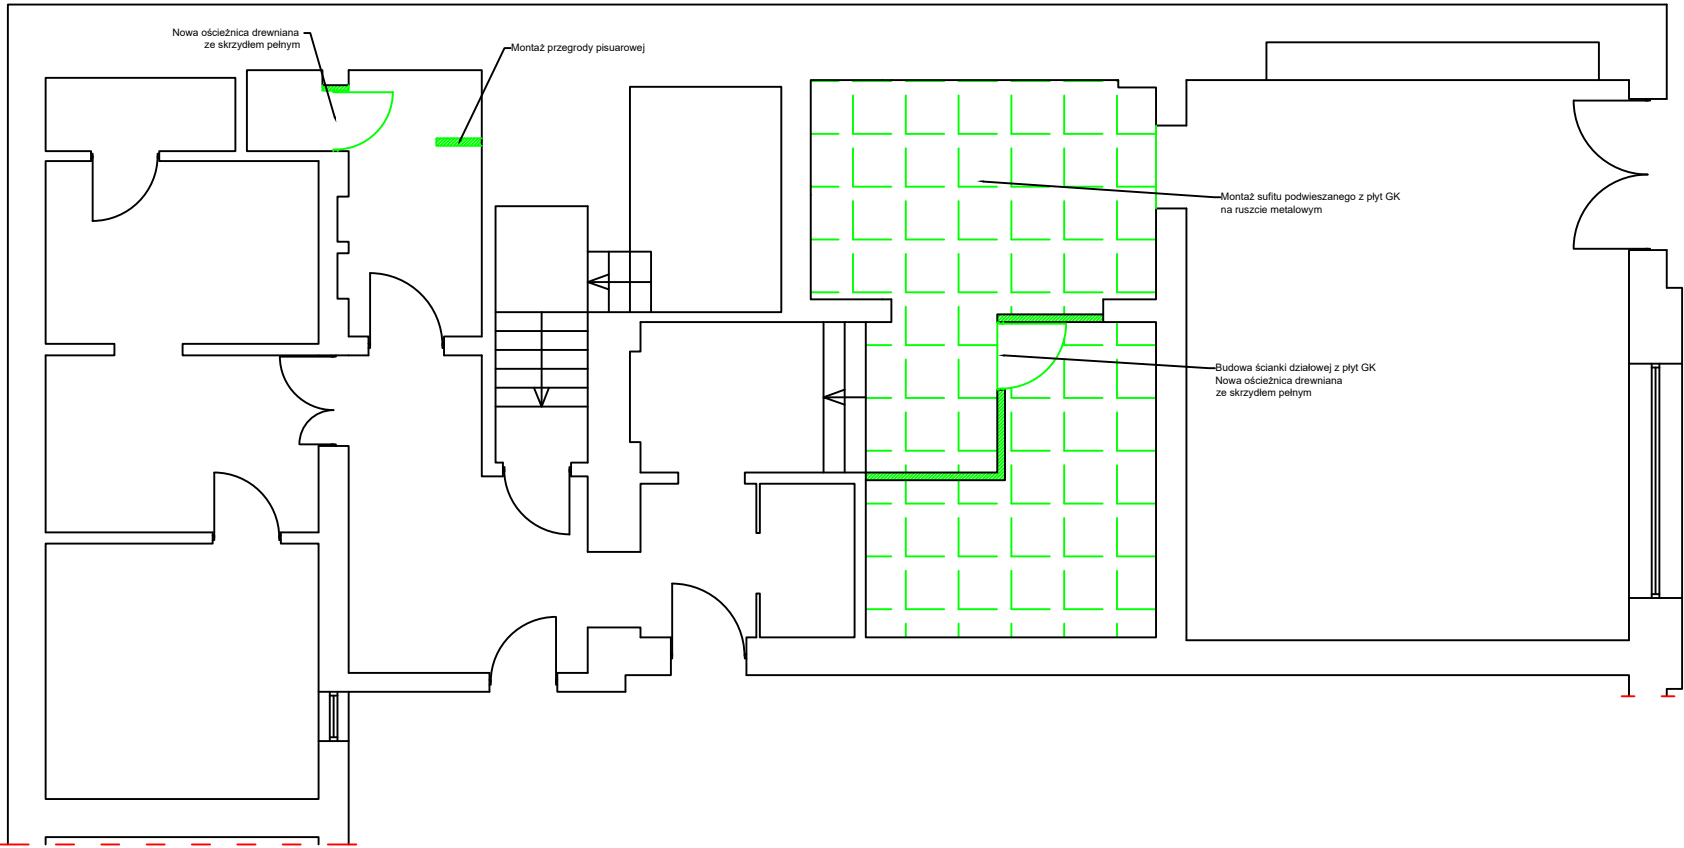 Nowa ościeżnica drewniana
ze skrzydłem pełnym
Montaż przegrody pisuarowej
Montaż sufitu podwieszanego z płyt GK
na ruszcie metalowym
Budowa ścianki działowej z płyt GK
Nowa ościeżnica drewniana
ze skrzydłem pełnym